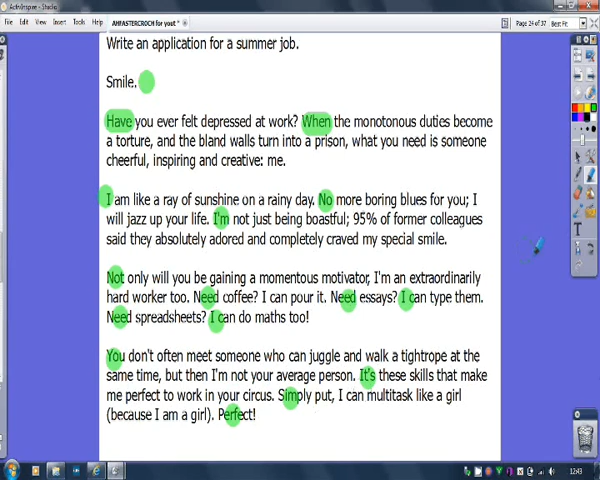 ActivInspire - Studio
File Edit View Insert Tools Help
AHFASTERCROCH for yout*
Page 24 of 37
Best Fit
Write an application for a summer job.
Smile.
Have you ever felt depressed at work? When the monotonous duties become
a torture, and the bland walls turn into a prison, what you need is someone
cheerful, inspiring and creative: me.
I am like a ray of sunshine on a rainy day. No more boring blues for you; I
will jazz up your life. I'm not just being boastful; 95% of former colleagues
said they absolutely adored and completely craved my special smile.
Not only will you be gaining a momentous motivator, I'm an extraordinarily
hard worker too. Need coffee? I can pour it. Need essays? I can type them.
Need spreadsheets? I can do maths too!
You don't often meet someone who can juggle and walk a tightrope at the
same time, but then I'm not your average person. It's these skills that make
me perfect to work in your circus. Simply put, I can multitask like a girl
(because I am a girl). Perfect!
12:43